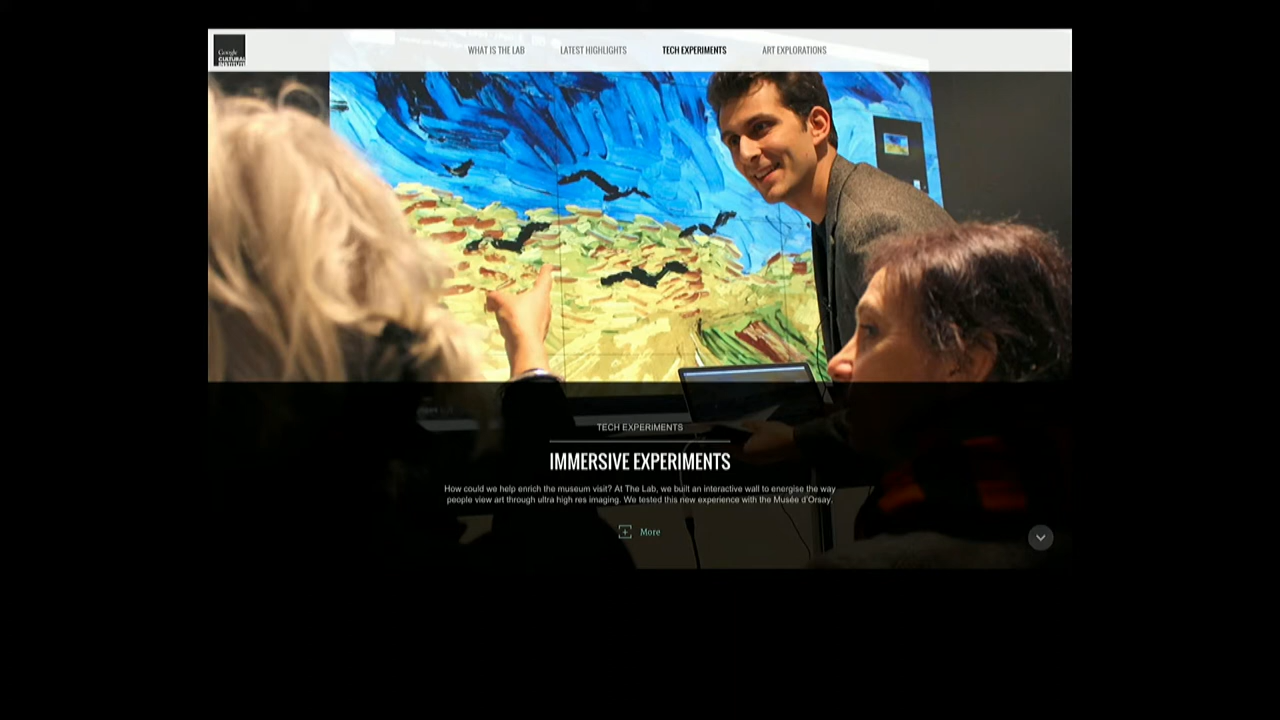 Google
CULTURAL
INSTITUTE
WHAT IS THE LAB
LATEST HIGHLIGHTS
TECH EXPERIMENTS
ART EXPLORATIONS
TECH EXPERIMENTS
IMMERSIVE EXPERIMENTS
How could we help enrich the museum visit? At The Lab, we built an interactive wall to energise the way
people view art through ultra high res imaging. We tested this new experience with the Musée d'Orsay.
More